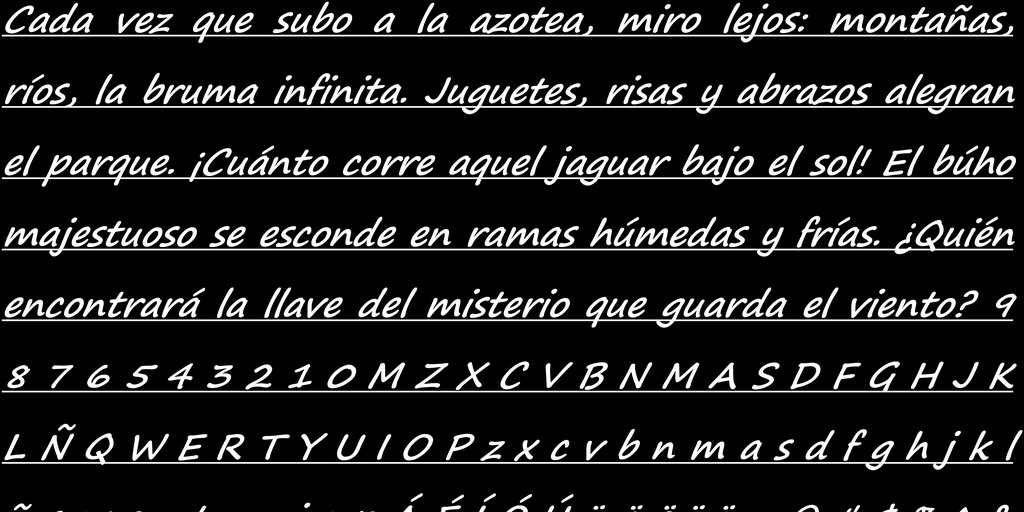 Cada vez que subo a la azotea, miro lejos: montañas,
ríos, la bruma infinita. Juguetes, risas y abrazos alegran
el parque. ¡Cuánto corre aquel jaguar bajo el sol! El búho
majestuoso se esconde en ramas húmedas y frías. ¿Quién
encontrará la llave del misterio que guarda el viento? 9
8 7 6 5 4 3 2 1 0 M Z X C V B N M A S D F G H J K
L Ñ Q W E R T Y U I O P z x c v b n m a s d f g h j k l